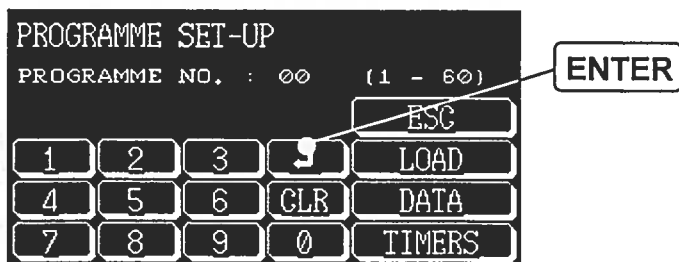 PROGRAMME SET-UP
PROGRAMME NO. : 00 (1 - 60)
ENTER
ESC
1 2 3 LOAD
4 5 6 CLR DATA
7 8 9 0 TIMERS